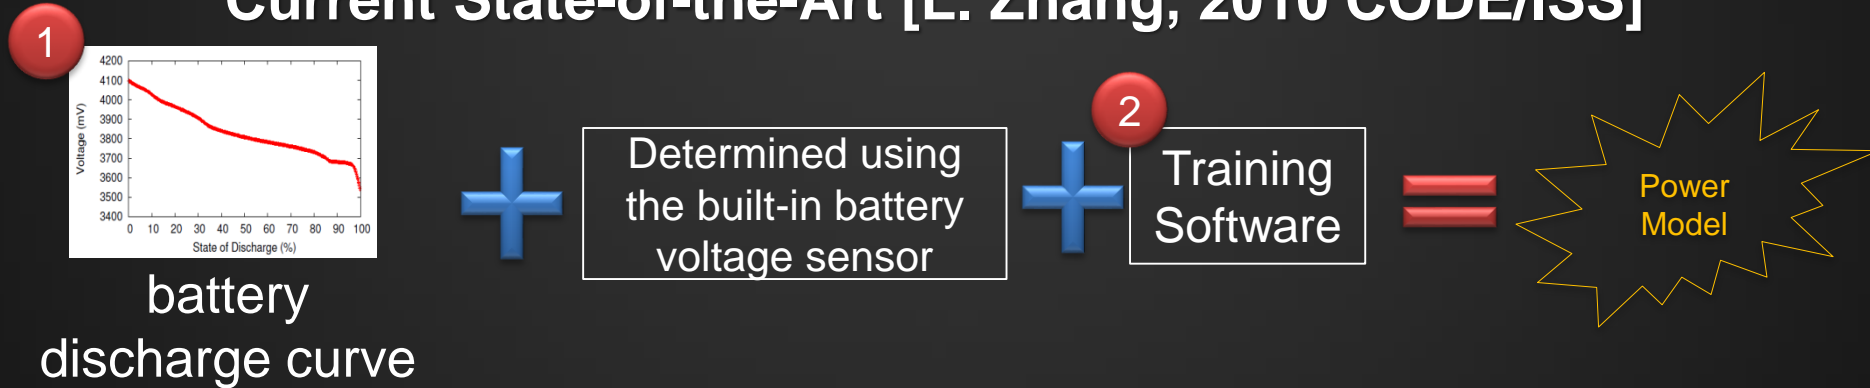 Current State-of-the-Art [L. Zhang, 2010 CODE/ISS]
1
4200
4100
4000
3900
3800
3700
3600
3500
3400
Voltage (mV)
0 10 20 30 40 50 60 70 80 90 100
State of Discharge (%)
battery
discharge curve
Determined using
the built-in battery
voltage sensor
2
Training
Software
Power
Model